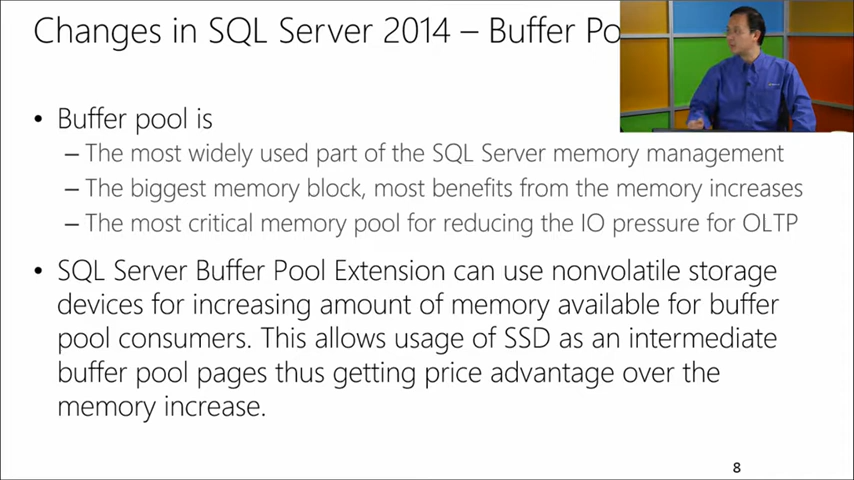 Changes in SQL Server 2014 – Buffer Po
• Buffer pool is
– The most widely used part of the SQL Server memory management
– The biggest memory block, most benefits from the memory increases
– The most critical memory pool for reducing the IO pressure for OLTP
• SQL Server Buffer Pool Extension can use nonvolatile storage
devices for increasing amount of memory available for buffer
pool consumers. This allows usage of SSD as an intermediate
buffer pool pages thus getting price advantage over the
memory increase.
8